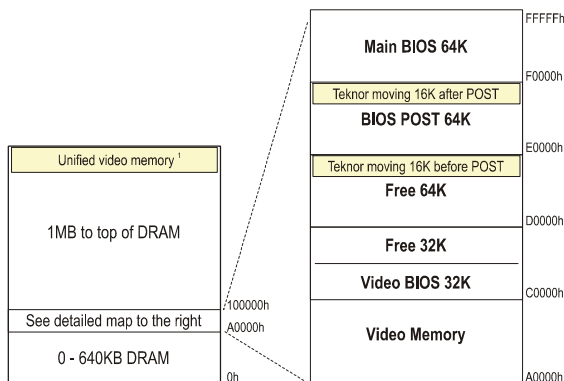 Unified video memory ¹
1MB to top of DRAM
100000h
See detailed map to the right
A0000h
0 - 640KB DRAM
0h
FFFFFh
Main BIOS 64K
F0000h
Teknor moving 16K after POST
BIOS POST 64K
E0000h
Teknor moving 16K before POST
Free 64K
D0000h
Free 32K
Video BIOS 32K
C0000h
Video Memory
A0000h